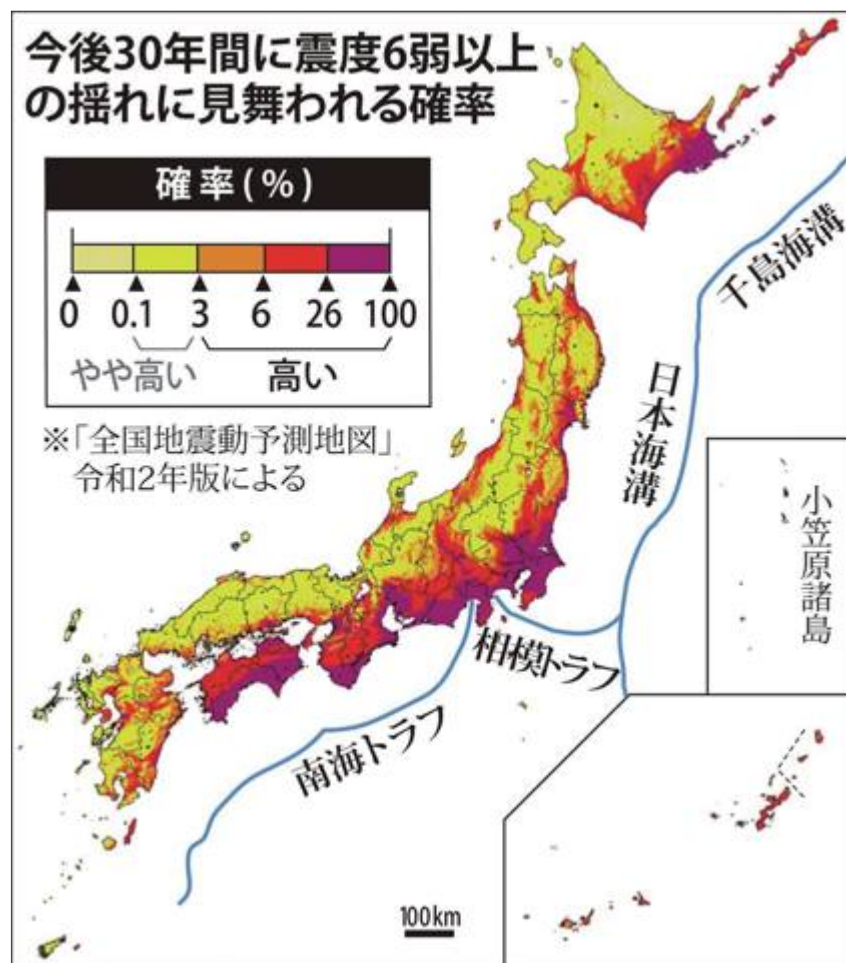 今後30年間に震度6弱以上
の揺れに見舞われる確率
確率(%)
0 0.1 3 6 26 100
やや高い 高い
※「全国地震動予測地図」
令和2年版による
千島海溝
日本海溝
小笠原諸島
相模トラフ
南海トラフ
100km